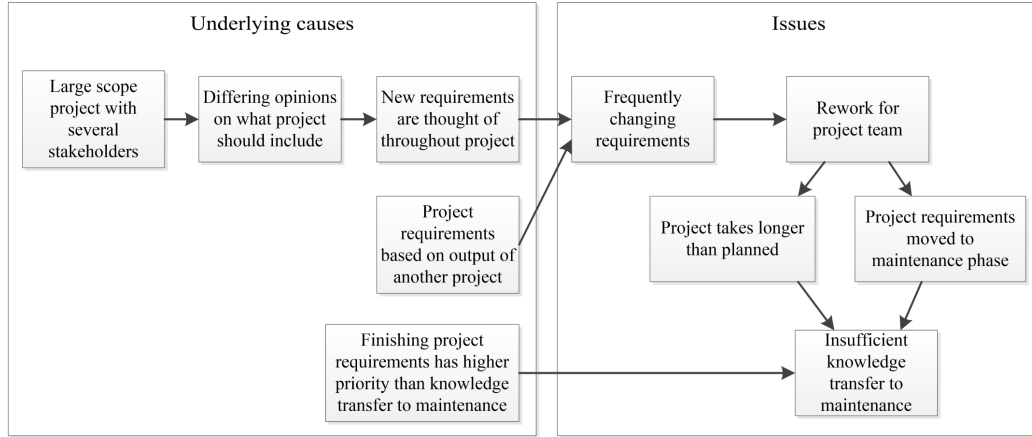 Underlying causes
Large scope
project with
several
stakeholders
Differing opinions
on what project
should include
New requirements
are thought of
throughout project
Project
requirements
based on output of
another project
Finishing project
requirements has higher
priority than knowledge
transfer to maintenance
Issues
Frequently
changing
requirements
Rework for
project team
Project takes longer
than planned
Project requirements
moved to
maintenance phase
Insufficient
knowledge
transfer to
maintenance